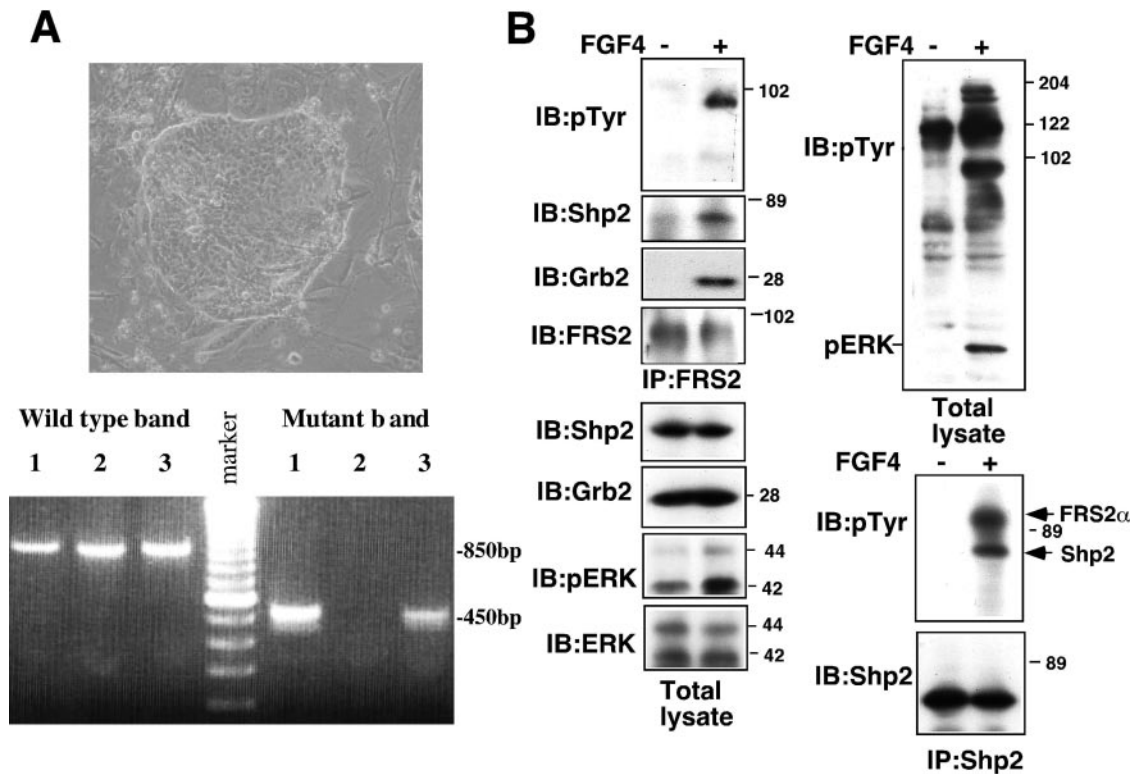 A
Wild type band
marker
Mutant band
1 2 3 1 2 3
-850bp
-450bp
B
FGF4 - +
IB:pTyr
102
IB:Shp2
89
IB:Grb2
28
IB:FRS2
102
IP:FRS2
IB:Shp2
IB:Grb2
28
IB:pERK
44
42
IB:ERK
44
42
Total
lysate
FGF4 - +
204
122
IB:pTyr
102
pERK
Total
lysate
FGF4 - +
IB:pTyr
FRS2α
89
Shp2
IB:Shp2
89
IP:Shp2